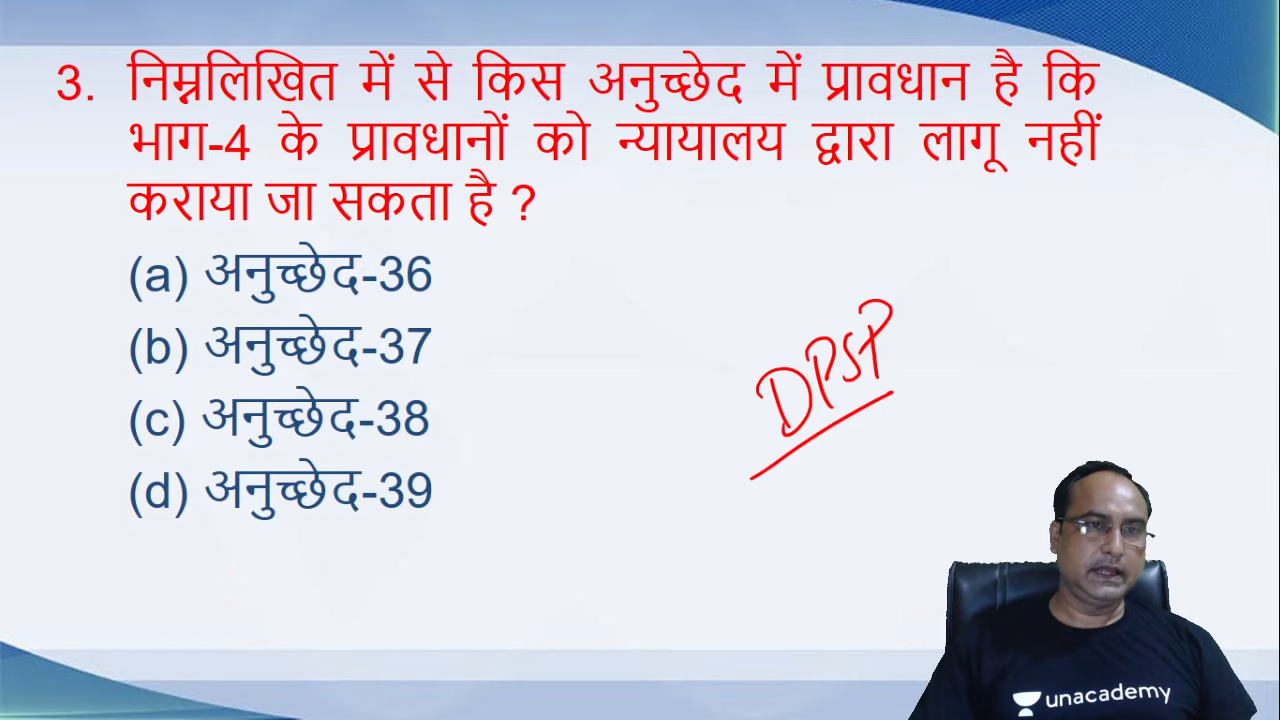 3. निम्नलिखित में से किस अनुच्छेद में प्रावधान है कि
भाग-4 के प्रावधानों को न्यायालय द्वारा लागू नहीं
कराया जा सकता है ?
(a) अनुच्छेद-36
(b) अनुच्छेद-37
(c) अनुच्छेद-38
(d) अनुच्छेद-39
DPSP
unacademy